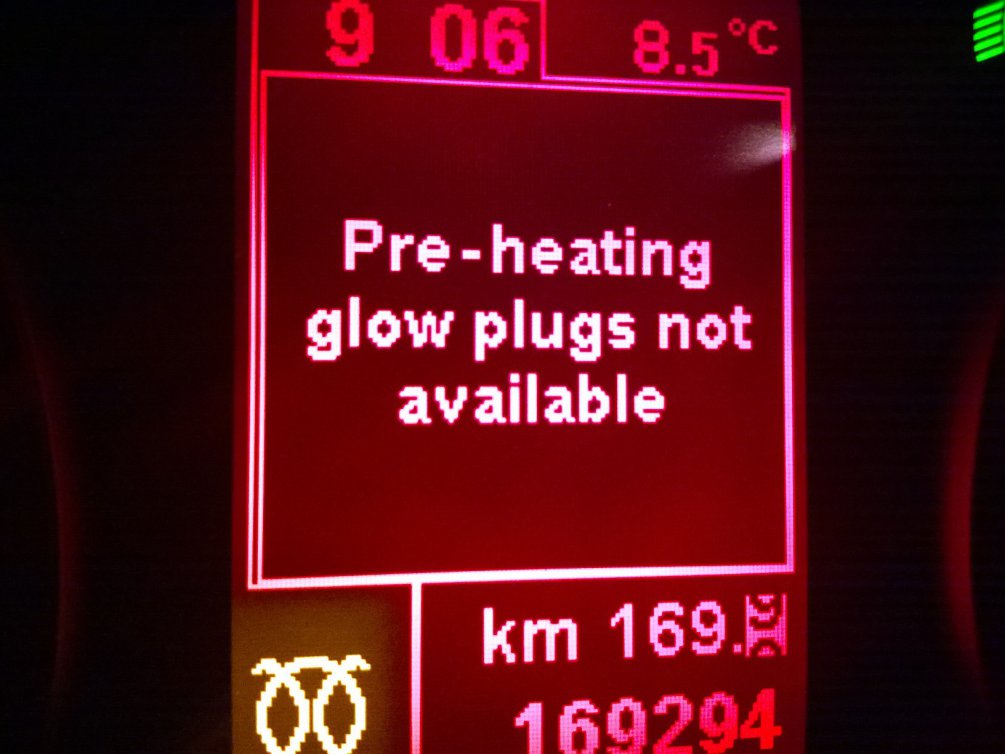 9 06
8.5 °C
Pre-heating
glow plugs not
available
km 169.
169294